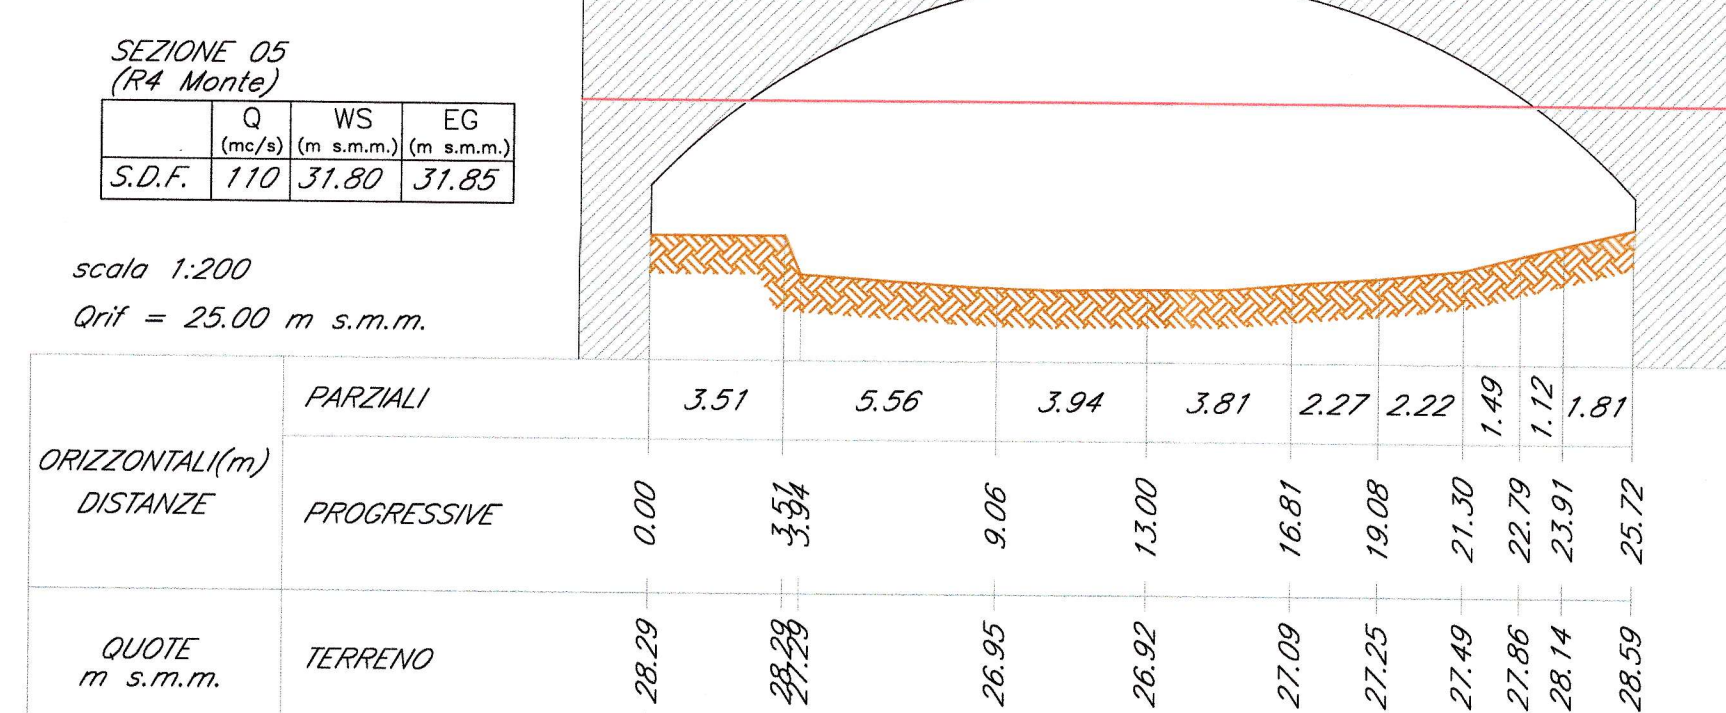 SEZIONE 05
(R4 Monte)
Q WS EG
(mc/s) (m s.m.m.) (m s.m.m.)
S.D.F. 110 31.80 31.85
scala 1:200
Qrif = 25.00 m s.m.m.
PARZIALI 3.51 5.56 3.94 3.81 2.27 2.22 1.49 1.12 1.81
ORIZZONTALI(m)
DISTANZE
PROGRESSIVE 0.00 3.51 3.94 9.06 13.00 16.81 19.08 21.30 22.79 23.91 25.72
QUOTE
m s.m.m.
TERRENO 28.29 28.29 27.29 26.95 26.92 27.09 27.25 27.49 27.86 28.14 28.59